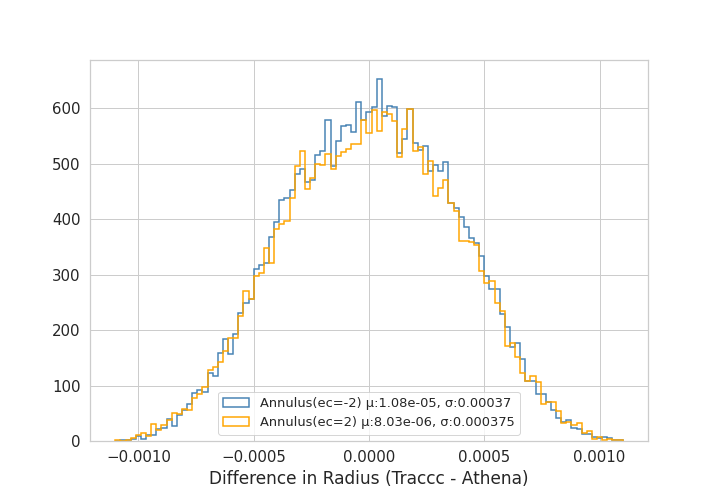 600
500
400
300
200
100
0
Annulus(ec=-2) μ:1.08e-05, σ:0.00037
Annulus(ec=2) μ:8.03e-06, σ:0.000375
−0.0010 −0.0005 0.0000 0.0005 0.0010
Difference in Radius (Traccc - Athena)